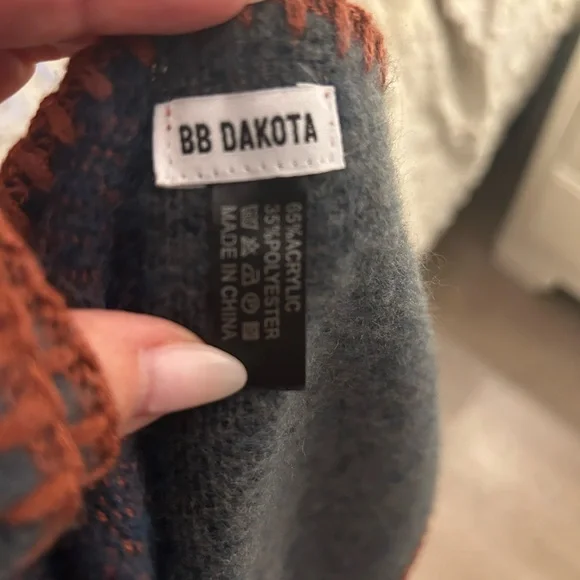 BB DAKOTA
65%ACRYLIC
35%POLYESTER
MADE IN CHINA